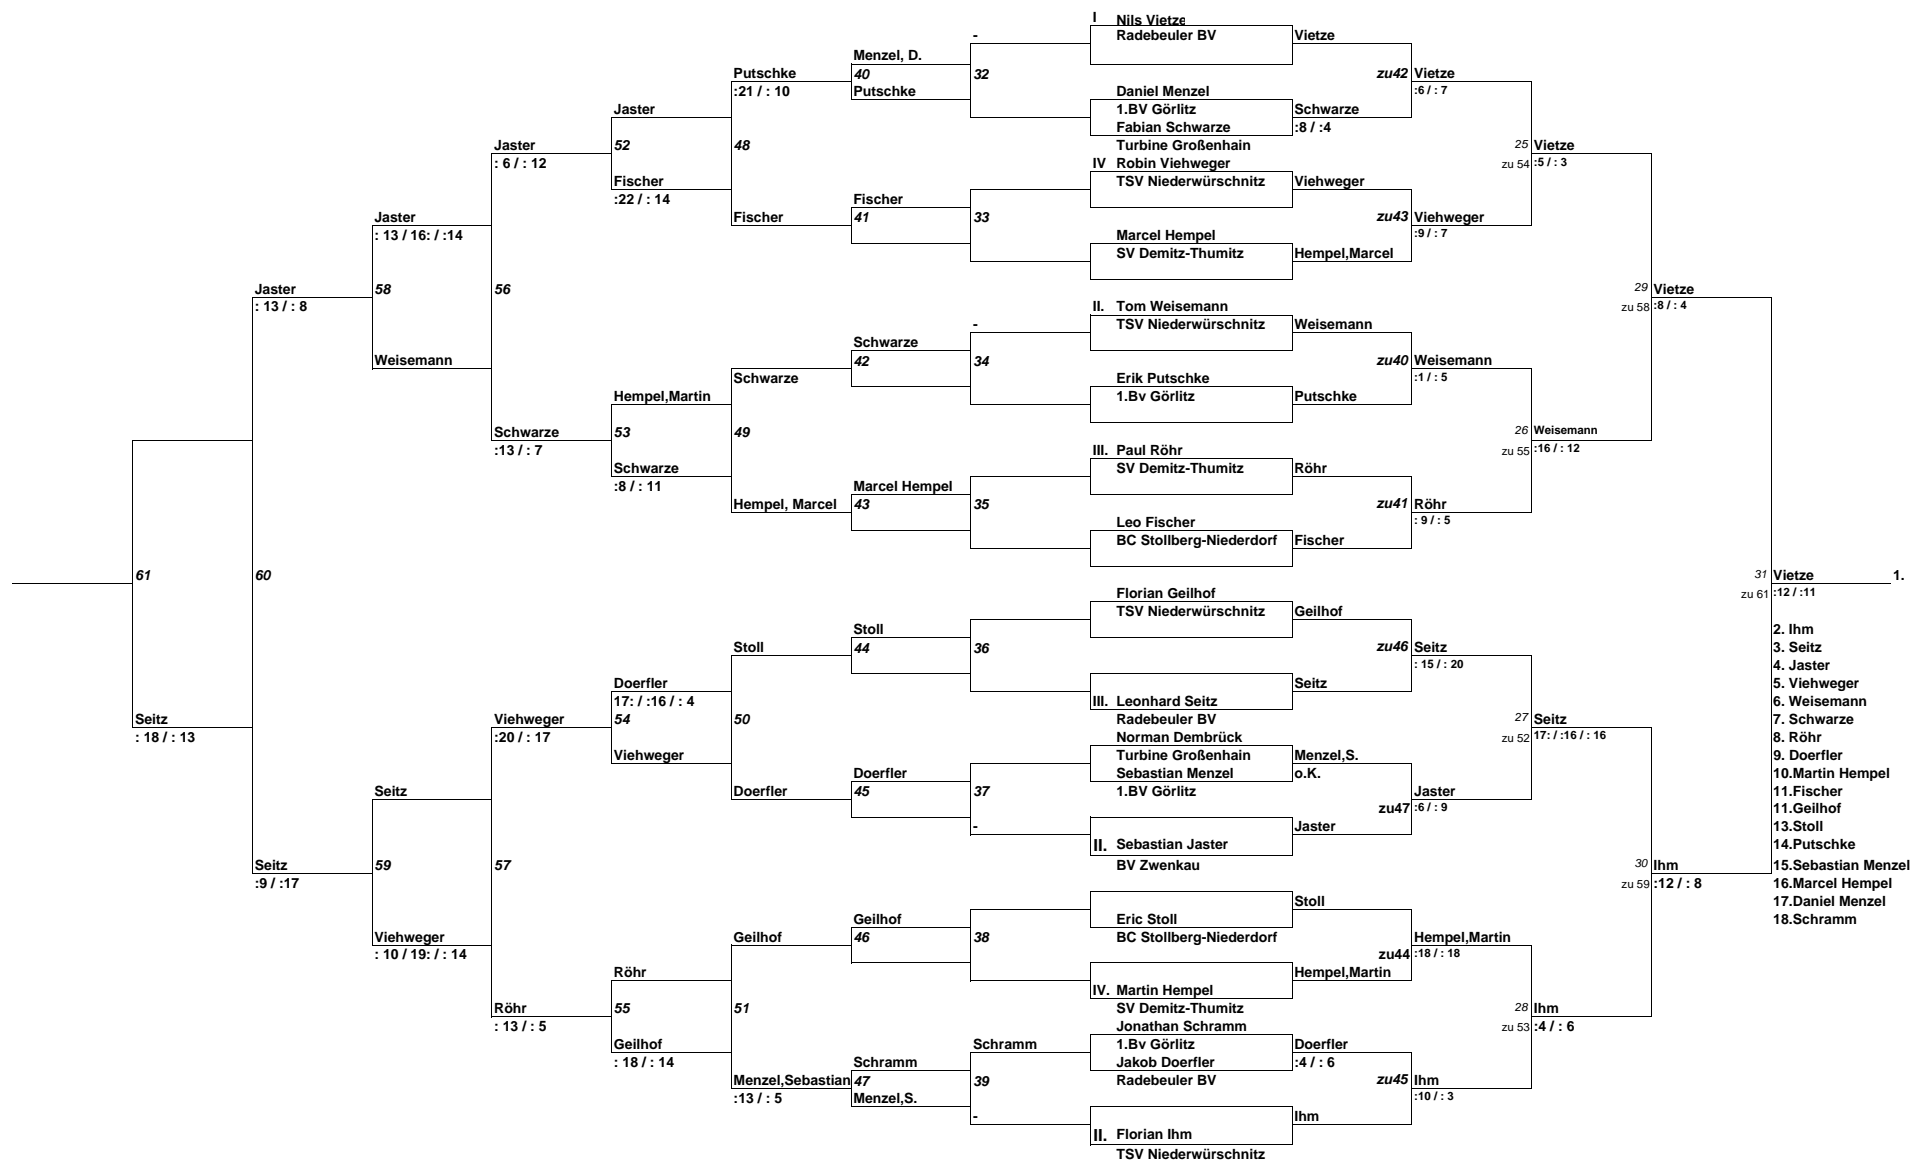 I Nils Vietze
Radebeuler BV
Vietze
-
Menzel, D.
Putschke
40
32
zu42
Vietze
:21 / : 10
Putschke
:6 / : 7
Daniel Menzel
Jaster
1.BV Görlitz
Schwarze
Fabian Schwarze
:8 / :4
Jaster
52
48
Turbine Großenhain
25
Vietze
: 6 / : 12
IV Robin Viehweger
zu 54
:5 / : 3
Fischer
TSV Niederwürschnitz
Viehweger
:22 / : 14
Fischer
Jaster
Fischer
41
33
zu43
Viehweger
: 13 / 16: / :14
Marcel Hempel
:9 / : 7
SV Demitz-Thumitz
Hempel,Marcel
Jaster
58
56
29
Vietze
: 13 / : 8
II. Tom Weisemann
zu 58
:8 / : 4
-
TSV Niederwürschnitz
Weisemann
Schwarze
Weisemann
42
34
zu40
Weisemann
Schwarze
Erik Putschke
:1 / : 5
Hempel,Martin
1.Bv Görlitz
Putschke
Schwarze
53
49
26
Weisemann
:13 / : 7
III. Paul Röhr
zu 55
:16 / : 12
Schwarze
SV Demitz-Thumitz
Röhr
:8 / : 11
Marcel Hempel
Hempel, Marcel
43
35
zu41
Röhr
Leo Fischer
: 9 / : 5
BC Stollberg-Niederdorf
Fischer
61
60
31
Vietze
1.
Florian Geilhof
zu 61
:12 / :11
TSV Niederwürschnitz
Geilhof
Stoll
2. Ihm
Stoll
44
36
zu46
Seitz
3. Seitz
: 15 / : 20
4. Jaster
Doerfler
Seitz
5. Viehweger
17: / :16 / : 4
III. Leonhard Seitz
6. Weisemann
Seitz
Viehweger
54
50
Radebeuler BV
27
Seitz
7. Schwarze
: 18 / : 13
:20 / : 17
Norman Dembrück
zu 52
17: / :16 / : 16
8. Röhr
Viehweger
Turbine Großenhain
Menzel,S.
9. Doerfler
Doerfler
Sebastian Menzel
o.K.
10.Martin Hempel
Seitz
Doerfler
45
37
1.BV Görlitz
Jaster
11.Fischer
zu47
:6 / : 9
11.Geilhof
-
Jaster
13.Stoll
II. Sebastian Jaster
14.Putschke
Seitz
59
57
BV Zwenkau
30
Ihm
15.Sebastian Menzel
:9 / :17
zu 59
:12 / : 8
16.Marcel Hempel
Stoll
17.Daniel Menzel
Geilhof
Eric Stoll
18.Schramm
Viehweger
Geilhof
46
38
BC Stollberg-Niederdorf
Hempel,Martin
: 10 / 19: / : 14
zu44
:18 / : 18
Röhr
Hempel,Martin
IV. Martin Hempel
Röhr
55
51
SV Demitz-Thumitz
28
Ihm
: 13 / : 5
Jonathan Schramm
zu 53
:4 / : 6
Geilhof
Schramm
1.Bv Görlitz
Doerfler
: 18 / : 14
Schramm
Jakob Doerfler
:4 / : 6
Menzel,Sebastian
47
39
Radebeuler BV
zu45
Ihm
:13 / : 5
Menzel,S.
:10 / : 3
-
Ihm
II. Florian Ihm
TSV Niederwürschnitz